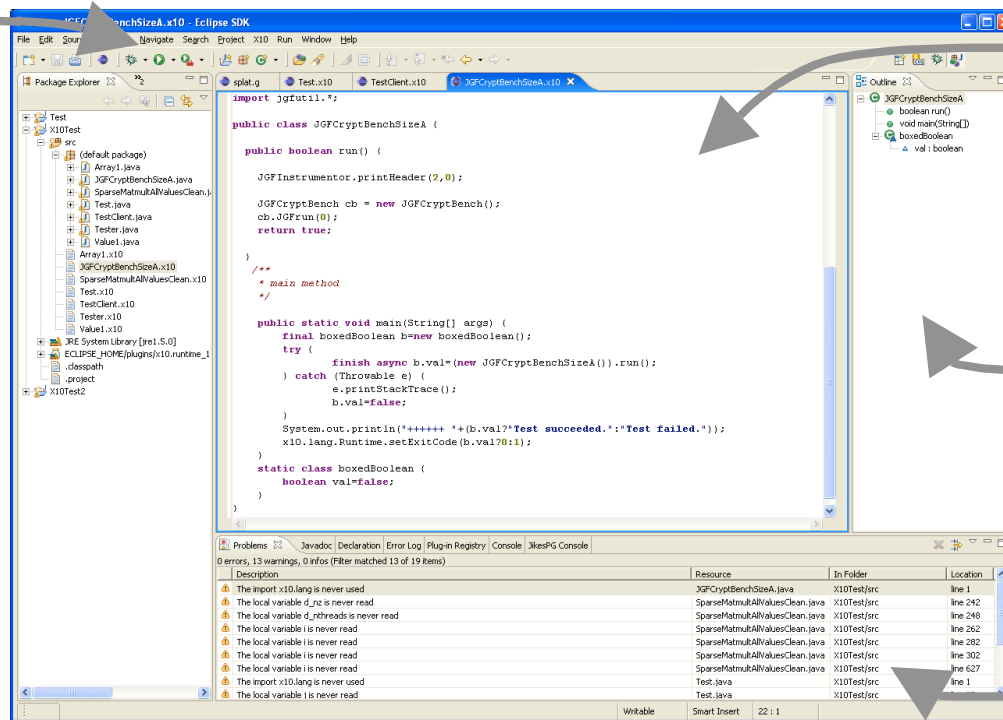 JGFCryptBenchSizeA.x10 - Eclipse SDK
File Edit Navigate Search Project X10 Run Window Help
Package Explorer
2
splat.g Test.x10 TestClient.x10 JGFCryptBenchSizeA.x10
Outline
Test
X10Test
src
(default package)
Array1.java
JGFCryptBenchSizeA.java
SparseMatmultAllValuesClean.j
Test.java
TestClient.java
Tester.java
Value1.java
Array1.x10
JGFCryptBenchSizeA.x10
SparseMatmultAllValuesClean.x10
Test.x10
TestClient.x10
Tester.x10
Value1.x10
JRE System Library [jre1.5.0]
ECLIPSE_HOME/plugins/x10.runtime_1
.classpath
.project
X10Test2
import jgfutil.*;
public class JGFCryptBenchSizeA {
public boolean run() {
JGFInstrumentor.printHeader(2,0);
JGFCryptBench cb = new JGFCryptBench();
cb.JGFrun(0);
return true;
}
/**
* main method
*/
public static void main(String[] args) {
final boxedBoolean b=new boxedBoolean();
try {
finish async b.val=(new JGFCryptBenchSizeA()).run();
} catch (Throwable e) {
e.printStackTrace();
b.val=false;
}
System.out.println("++++++ "+(b.val?"Test succeeded.":"Test failed."));
x10.lang.Runtime.setExitCode(b.val?0:1);
}
static class boxedBoolean {
boolean val=false;
}
}
JGFCryptBenchSizeA
boolean run()
void main(String[])
boxedBoolean
val : boolean
Problems Javadoc Declaration Error Log Plug-in Registry Console JikesPG Console
0 errors, 13 warnings, 0 infos (Filter matched 13 of 19 items)
Description Resource In Folder Location
The import x10.lang is never used JGFCryptBenchSizeA.java X10Test/src line 1
The local variable d_nz is never read SparseMatmultAllValuesClean.java X10Test/src line 242
The local variable d_nthreads is never read SparseMatmultAllValuesClean.java X10Test/src line 248
The local variable i is never read SparseMatmultAllValuesClean.java X10Test/src line 262
The local variable i is never read SparseMatmultAllValuesClean.java X10Test/src line 282
The local variable i is never read SparseMatmultAllValuesClean.java X10Test/src line 302
The local variable i is never read SparseMatmultAllValuesClean.java X10Test/src line 627
The import x10.lang is never used Test.java X10Test/src line 1
The local variable j is never read Test.java X10Test/src
Writable Smart Insert 22 : 1